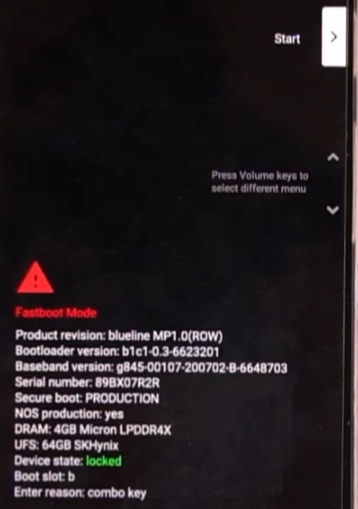 Start
Press Volume keys to
select different menu
Fastboot Mode
Product revision: blueline MP1.0(ROW)
Bootloader version: b1c1-0.3-6623201
Baseband version: g845-00107-200702-B-6648703
Serial number: 89BX07R2R
Secure boot: PRODUCTION
NOS production: yes
DRAM: 4GB Micron LPDDR4X
UFS: 64GB SKHynix
Device state: locked
Boot slot: b
Enter reason: combo key